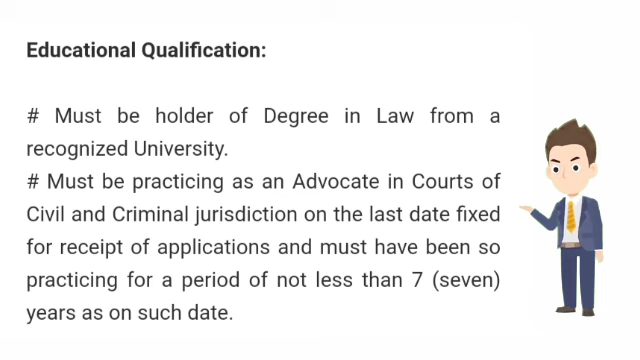 Educational Qualification:
# Must be holder of Degree in Law from a
recognized University.
# Must be practicing as an Advocate in Courts of
Civil and Criminal jurisdiction on the last date fixed
for receipt of applications and must have been so
practicing for a period of not less than 7 (seven)
years as on such date.